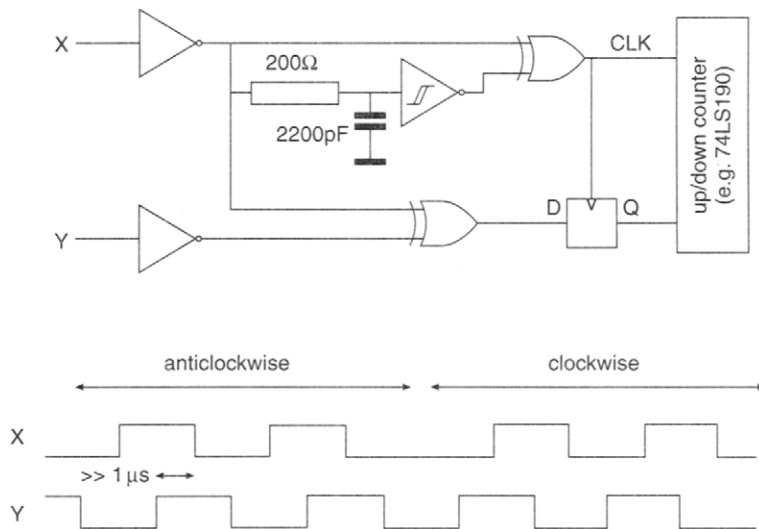 X
200Ω
2200pF
CLK
up/down counter
(e.g. 74LS190)
D
Q
Y
anticlockwise
clockwise
X
>> 1 μs
Y